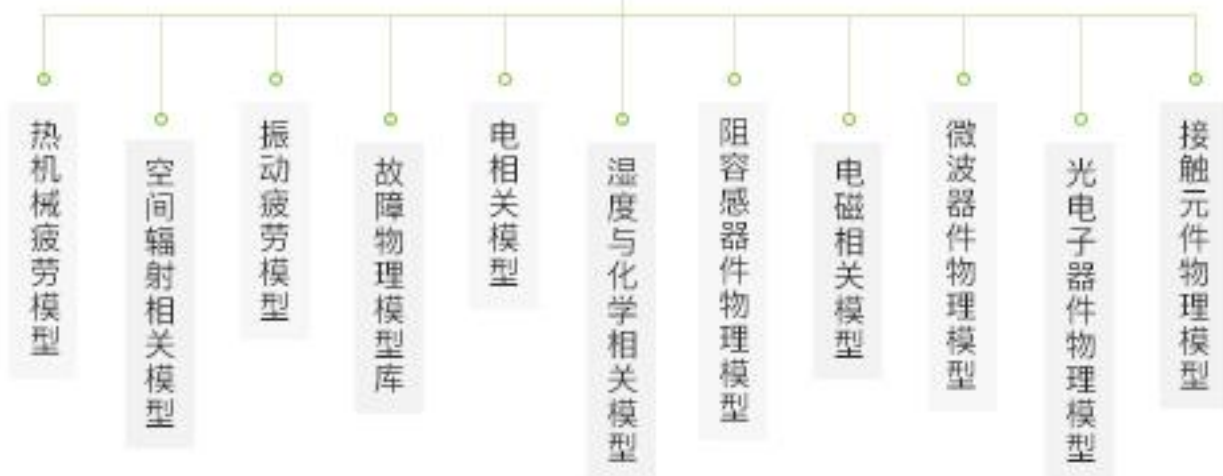 热机械疲劳模型
空间辐射相关模型
振动疲劳模型
故障物理模型库
电相关模型
湿度与化学相关模型
阻容感器件物理模型
电磁相关模型
微波器件物理模型
光电子器件物理模型
接触元件物理模型